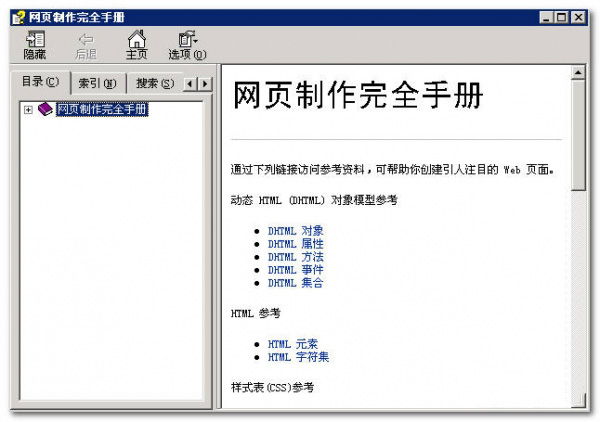 网页制作完全手册
隐藏 后退 主页 选项(O)
目录(C) 索引(N) 搜索(S)
网页制作完全手册
网页制作完全手册
通过下列链接访问参考资料，可帮助你创建引人注目的 Web 页面。
动态 HTML (DHTML) 对象模型参考
DHTML 对象
DHTML 属性
DHTML 方法
DHTML 事件
DHTML 集合
HTML 参考
HTML 元素
HTML 字符集
样式表(CSS)参考